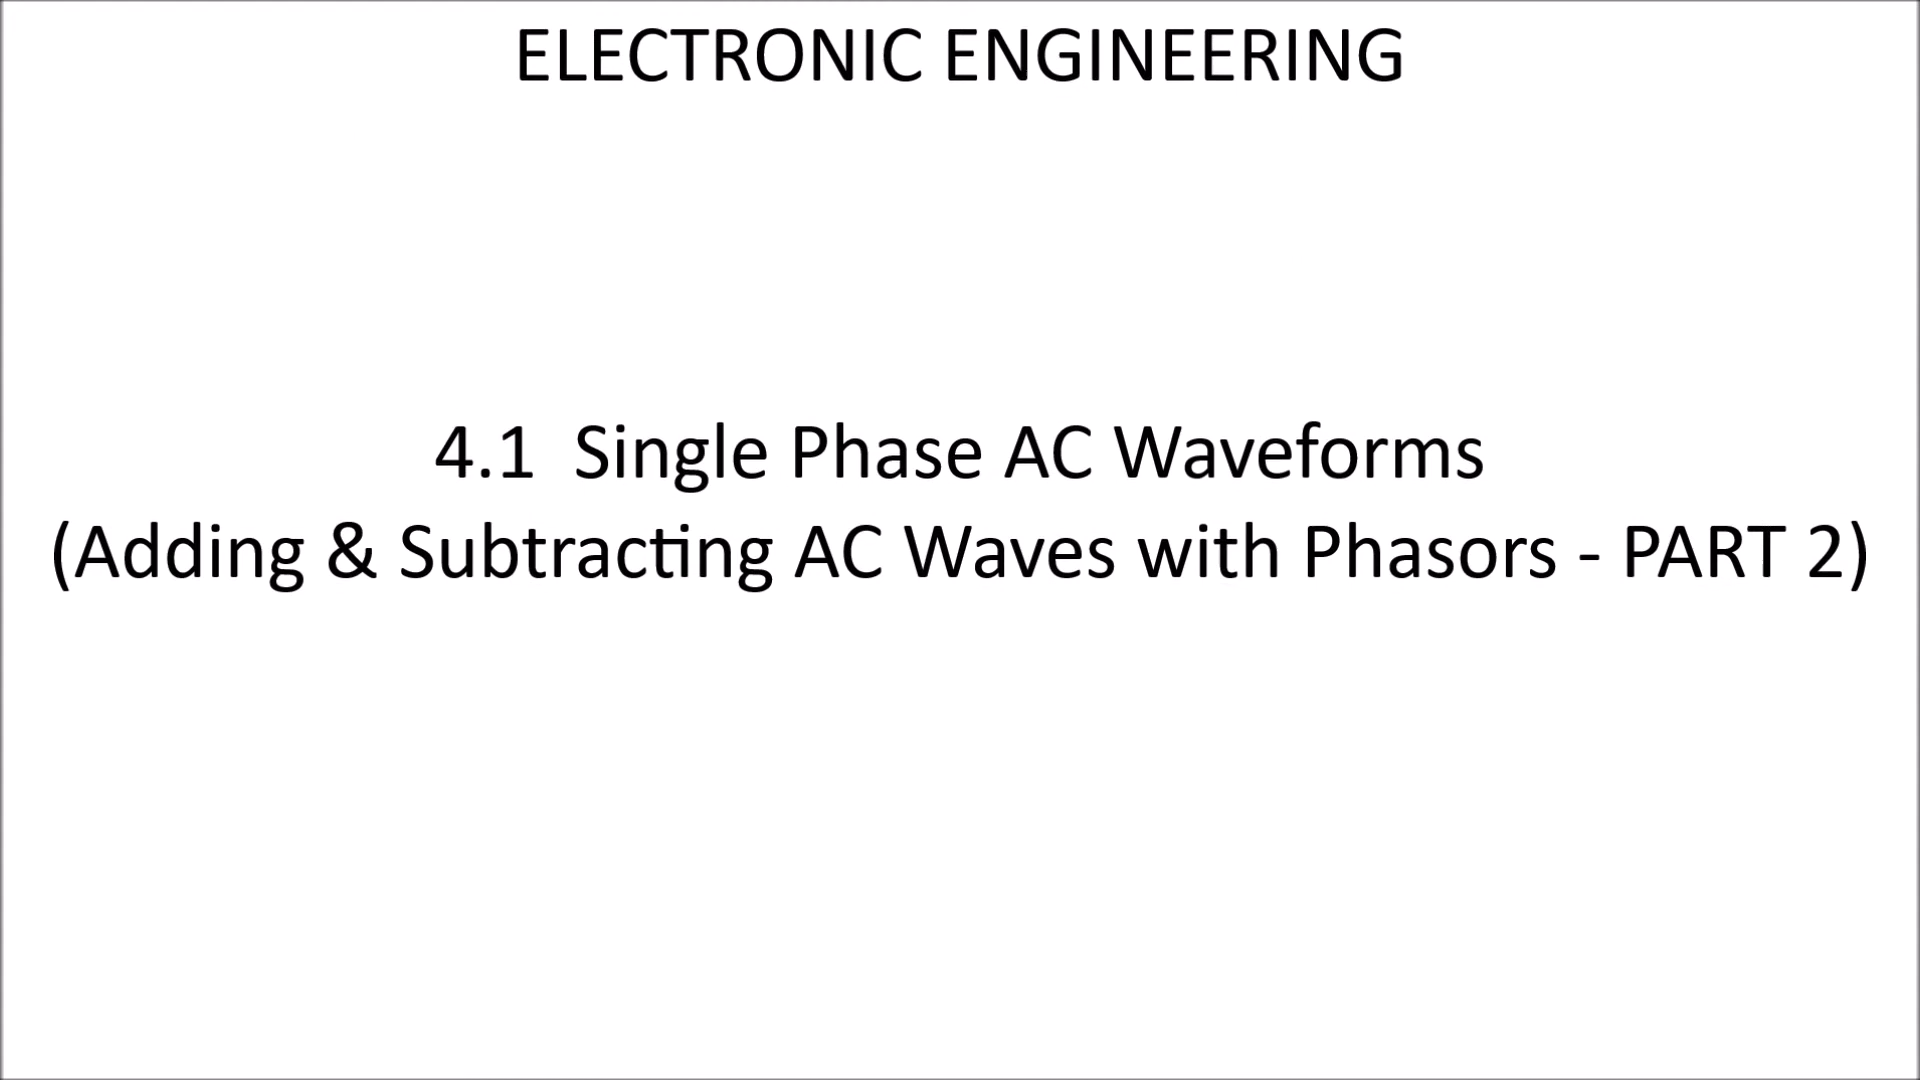 ELECTRONIC ENGINEERING
4.1  Single Phase AC Waveforms
(Adding & Subtracting AC Waves with Phasors - PART 2)